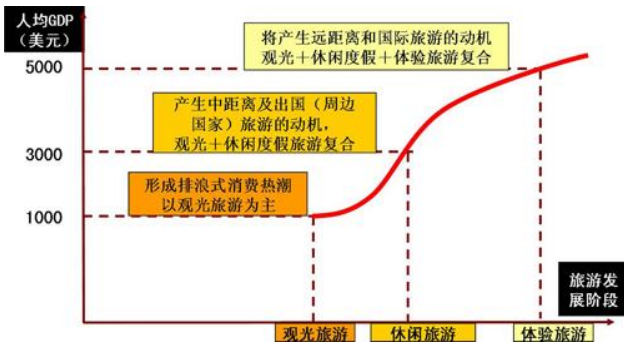 人均GDP
（美元）
将产生远距离和国际旅游的动机
观光＋休闲度假＋体验旅游复合
5000
产生中距离及出国（周边
国家）旅游的动机，
观光＋休闲度假旅游复合
3000
形成排浪式消费热潮
以观光旅游为主
1000
旅游发
展阶段
观光旅游
休闲旅游
体验旅游